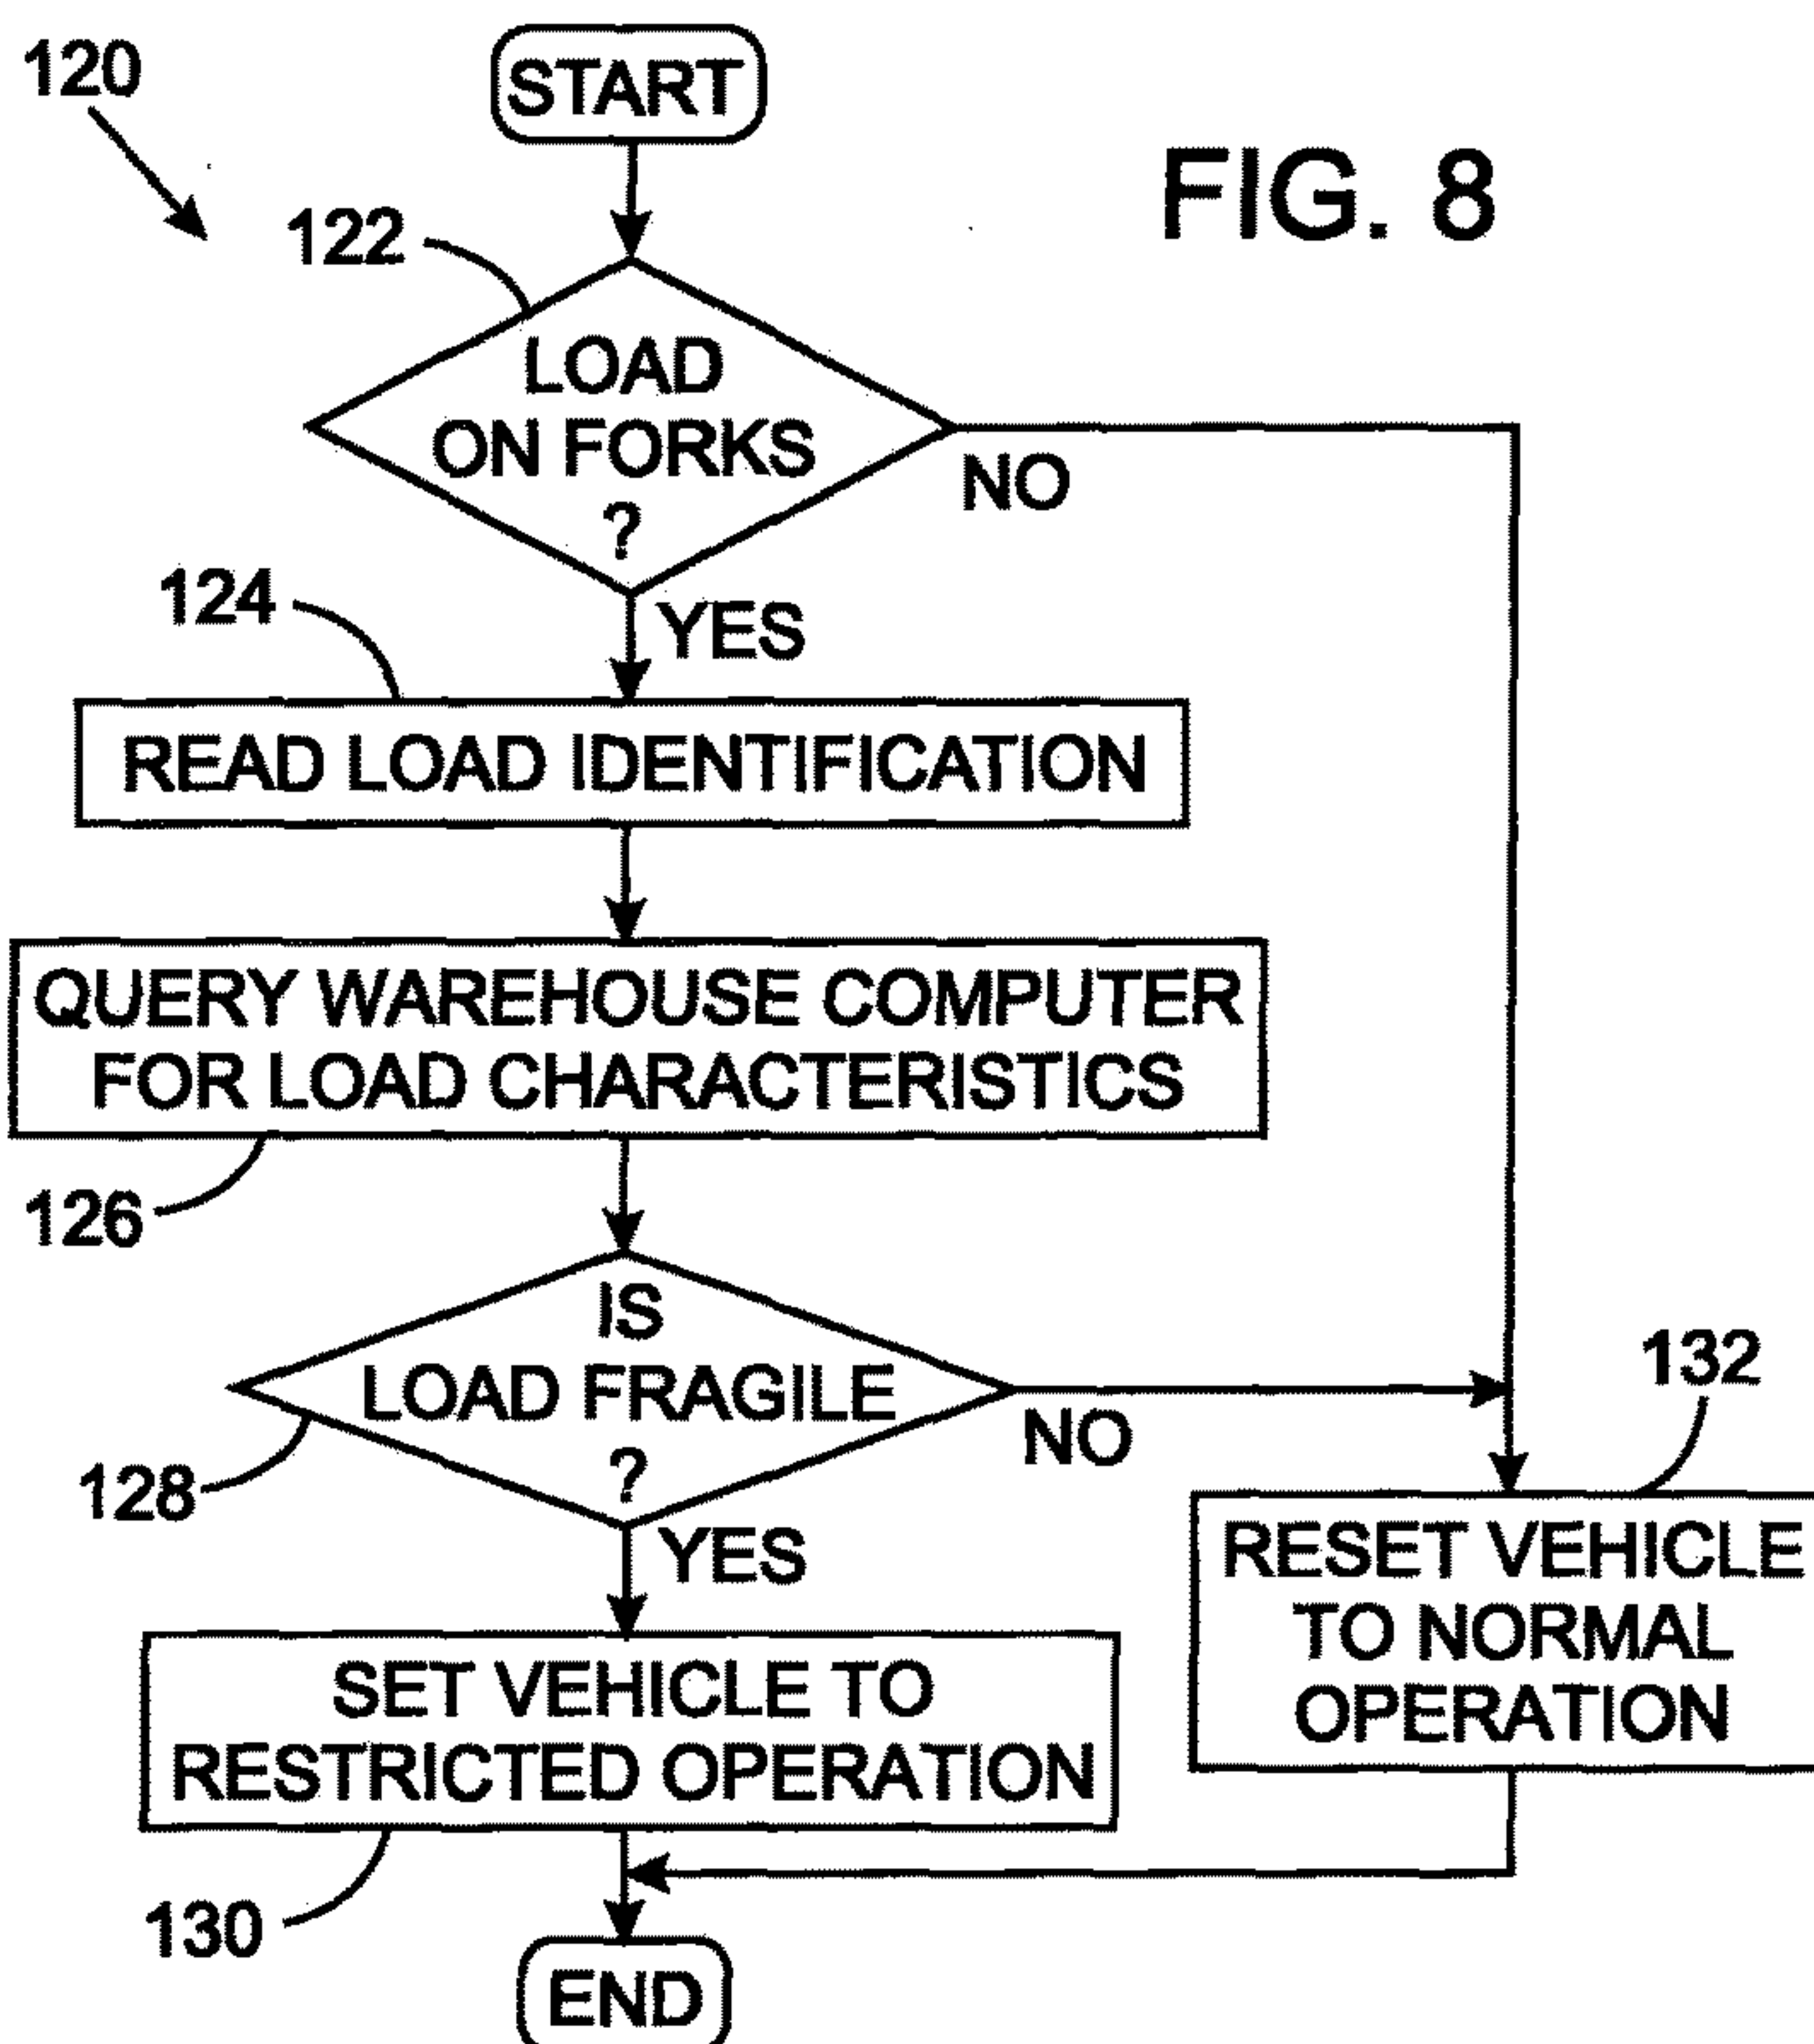 120
START
FIG. 8
122
LOAD
ON FORKS
?
NO
124
YES
READ LOAD IDENTIFICATION
QUERY WAREHOUSE COMPUTER
FOR LOAD CHARACTERISTICS
126
IS
LOAD FRAGILE
?
NO
132
128
YES
RESET VEHICLE
TO NORMAL
OPERATION
SET VEHICLE TO
RESTRICTED OPERATION
130
END